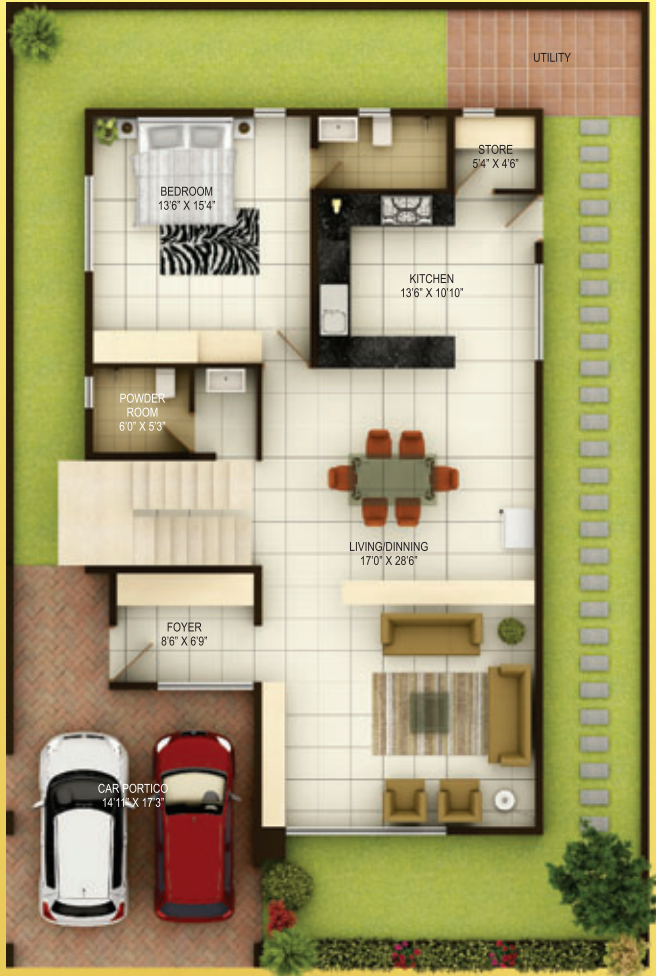 UTILITY
STORE
5'4" X 4'6"
BEDROOM
13'6" X 15'4"
KITCHEN
13'6" X 10'10"
POWDER
ROOM
6'0" X 5'3"
LIVING/DINNING
17'0" X 28'6"
FOYER
8'6" X 6'9"
CAR PORTICO
14'11" X 17'3"